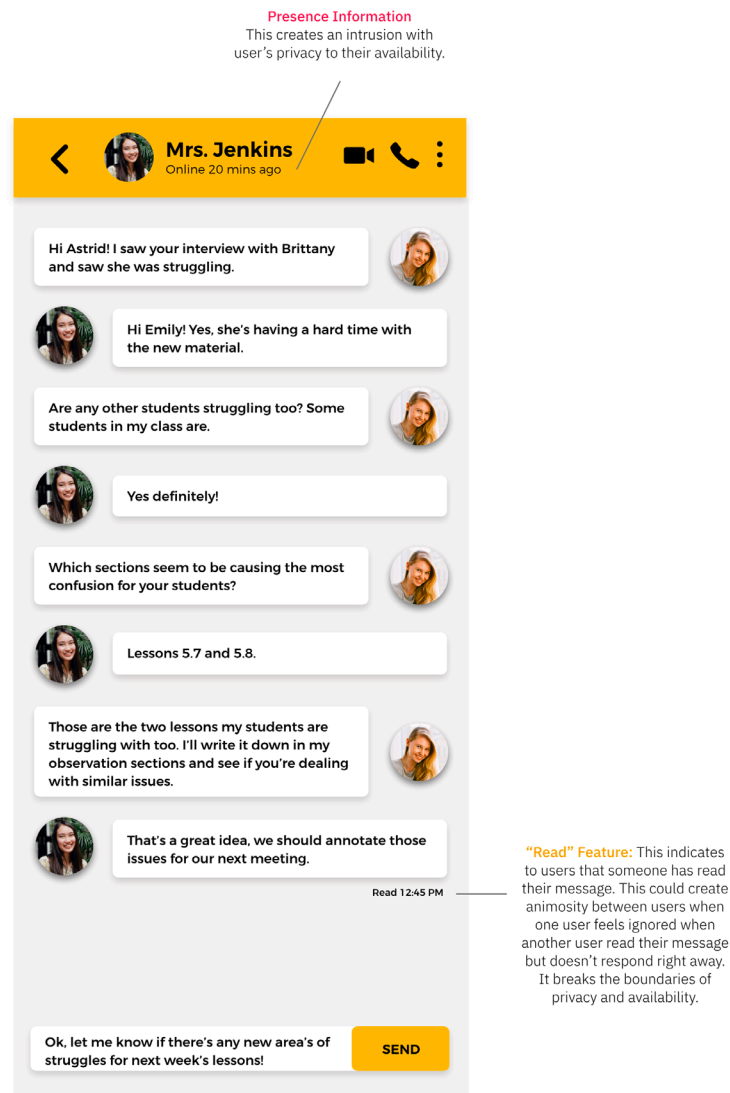 Presence Information
This creates an intrusion with
user's privacy to their availability.
Mrs. Jenkins
Online 20 mins ago
Hi Astrid! I saw your interview with Brittany
and saw she was struggling.
Hi Emily! Yes, she's having a hard time with
the new material.
Are any other students struggling too? Some
students in my class are.
Yes definitely!
Which sections seem to be causing the most
confusion for your students?
Lessons 5.7 and 5.8.
Those are the two lessons my students are
struggling with too. I'll write it down in my
observation sections and see if you're dealing
with similar issues.
That's a great idea, we should annotate those
issues for our next meeting.
Read 12:45 PM
“Read” Feature: This indicates
to users that someone has read
their message. This could create
animosity between users when
one user feels ignored when
another user read their message
but doesn't respond right away.
It breaks the boundaries of
privacy and availability.
Ok, let me know if there's any new area's of
struggles for next week's lessons!
SEND